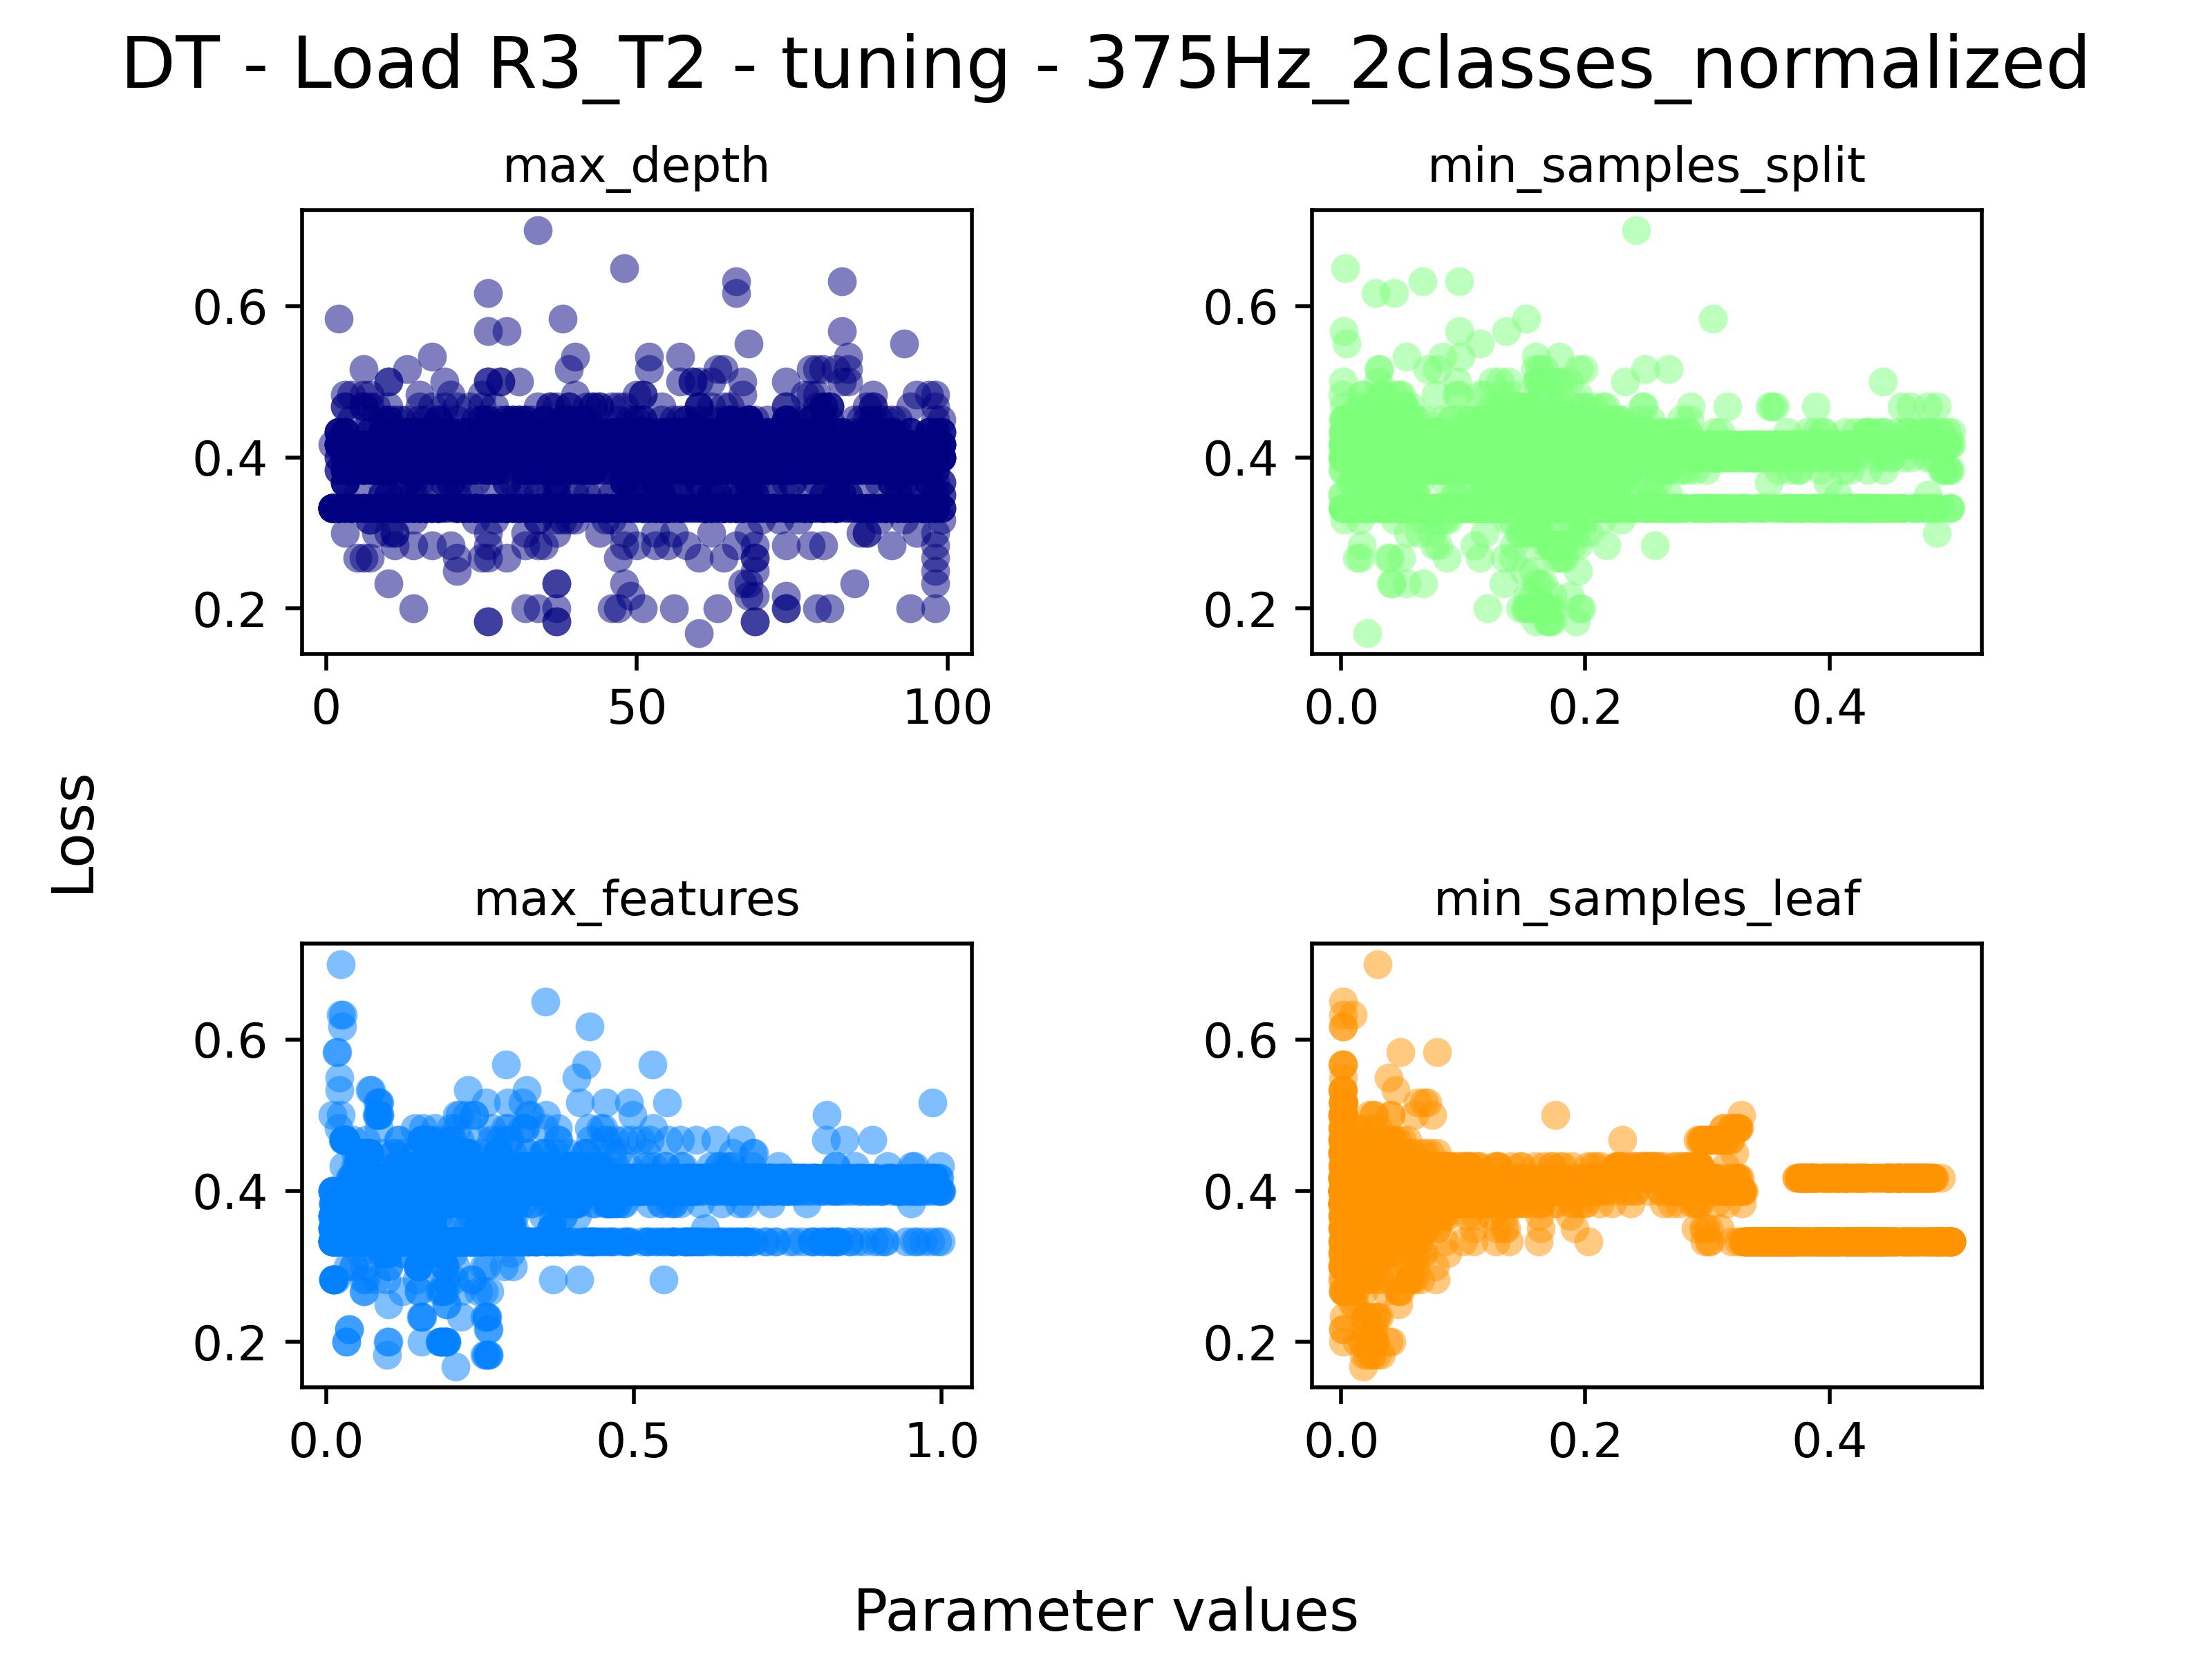 DT - Load R3_T2 - tuning - 375Hz_2classes_normalized
max_depth
min_samples_split
0.6
0.4
0.2
0 50 100
0.6
0.4
0.2
0.0 0.2 0.4
Loss
max_features
min_samples_leaf
0.6
0.4
0.2
0.0 0.5 1.0
0.6
0.4
0.2
0.0 0.2 0.4
Parameter values